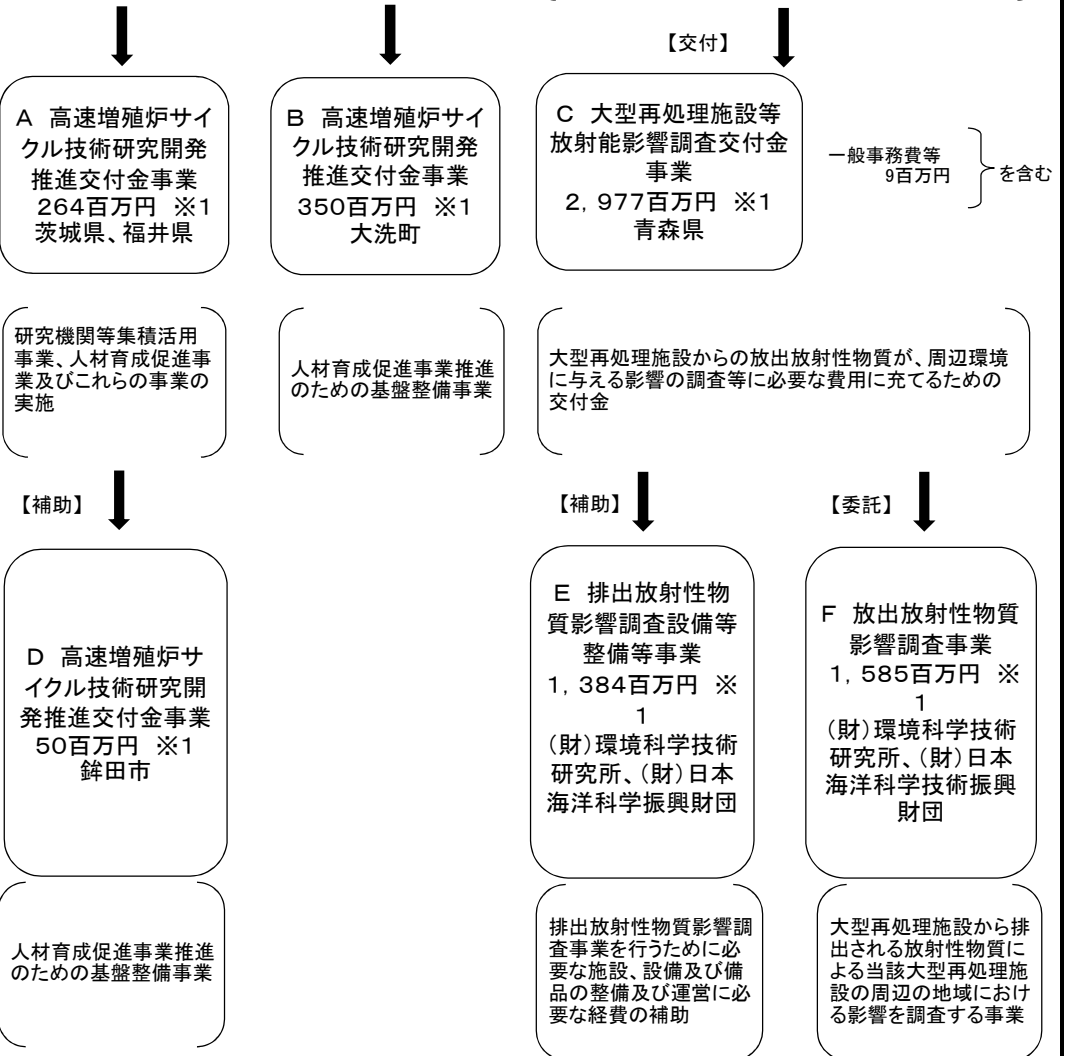 【交付】
A 高速増殖炉サイ
クル技術研究開発
推進交付金事業
264百万円 ※1
茨城県、福井県
B 高速増殖炉サイ
クル技術研究開発
推進交付金事業
350百万円 ※1
大洗町
C 大型再処理施設等
放射能影響調査交付金
事業
2,977百万円 ※1
青森県
一般事務費等
9百万円
を含む
研究機関等集積活用
事業、人材育成促進事
業及びこれらの事業の
実施
人材育成促進事業推進
のための基盤整備事業
大型再処理施設からの放出放射性物質が、周辺環境
に与える影響の調査等に必要な費用に充てるための
交付金
【補助】
【補助】
【委託】
D 高速増殖炉サ
イクル技術研究開
発推進交付金事業
50百万円 ※1
鉾田市
E 排出放射性物
質影響調査設備等
整備等事業
1,384百万円 ※
1
(財)環境科学技術
研究所、(財)日本
海洋科学振興財団
F 放出放射性物質
影響調査事業
1,585百万円 ※
1
(財)環境科学技術
研究所、(財)日本
海洋科学技術振興
財団
人材育成促進事業推進
のための基盤整備事業
排出放射性物質影響調
査事業を行うために必
要な施設、設備及び備
品の整備及び運営に必
要な経費の補助
大型再処理施設から排
出される放射性物質に
よる当該大型再処理施
設の周辺の地域におけ
る影響を調査する事業